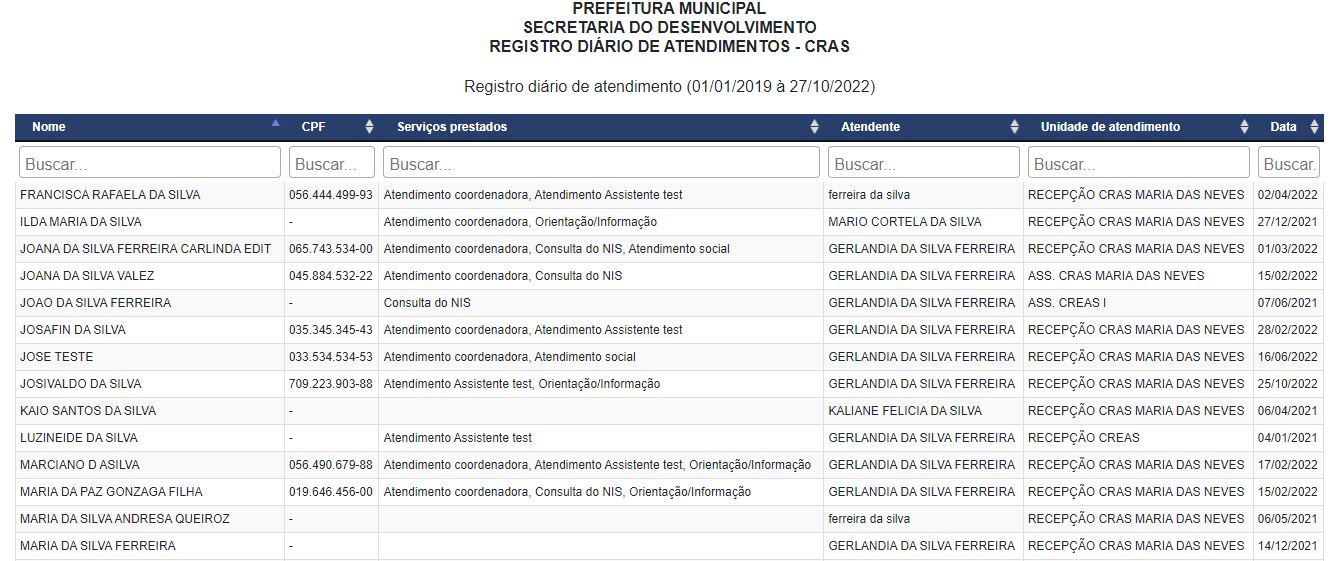 PREFEITURA MUNICIPAL
SECRETARIA DO DESENVOLVIMENTO
REGISTRO DIÁRIO DE ATENDIMENTOS - CRAS
Registro diário de atendimento (01/01/2019 à 27/10/2022)
Nome CPF Serviços prestados Atendente Unidade de atendimento Data
Buscar... Buscar... Buscar... Buscar... Buscar... Buscar.
FRANCISCA RAFAELA DA SILVA 056.444.499-93 Atendimento coordenadora, Atendimento Assistente test ferreira da silva RECEPÇÃO CRAS MARIA DAS NEVES 02/04/2022
ILDA MARIA DA SILVA - Atendimento coordenadora, Orientação/Informação MARIO CORTELA DA SILVA RECEPÇÃO CRAS MARIA DAS NEVES 27/12/2021
JOANA DA SILVA FERREIRA CARLINDA EDIT 065.743.534-00 Atendimento coordenadora, Consulta do NIS, Atendimento social GERLANDIA DA SILVA FERREIRA RECEPÇÃO CRAS MARIA DAS NEVES 01/03/2022
JOANA DA SILVA VALEZ 045.884.532-22 Atendimento coordenadora, Consulta do NIS GERLANDIA DA SILVA FERREIRA ASS. CRAS MARIA DAS NEVES 15/02/2022
JOAO DA SILVA FERREIRA - Consulta do NIS GERLANDIA DA SILVA FERREIRA ASS. CREAS I 07/06/2021
JOSAFIN DA SILVA 035.345.345-43 Atendimento coordenadora, Atendimento Assistente test GERLANDIA DA SILVA FERREIRA RECEPÇÃO CRAS MARIA DAS NEVES 28/02/2022
JOSE TESTE 033.534.534-53 Atendimento coordenadora, Atendimento social GERLANDIA DA SILVA FERREIRA RECEPÇÃO CRAS MARIA DAS NEVES 16/06/2022
JOSIVALDO DA SILVA 709.223.903-88 Atendimento Assistente test, Orientação/Informação GERLANDIA DA SILVA FERREIRA RECEPÇÃO CRAS MARIA DAS NEVES 25/10/2022
KAIO SANTOS DA SILVA - KALIANE FELICIA DA SILVA RECEPÇÃO CRAS MARIA DAS NEVES 06/04/2021
LUZINEIDE DA SILVA - Atendimento Assistente test GERLANDIA DA SILVA FERREIRA RECEPÇÃO CREAS 04/01/2021
MARCIANO D ASILVA 056.490.679-88 Atendimento coordenadora, Atendimento Assistente test, Orientação/Informação GERLANDIA DA SILVA FERREIRA RECEPÇÃO CRAS MARIA DAS NEVES 17/02/2022
MARIA DA PAZ GONZAGA FILHA 019.646.456-00 Atendimento coordenadora, Consulta do NIS, Orientação/Informação GERLANDIA DA SILVA FERREIRA RECEPÇÃO CRAS MARIA DAS NEVES 15/02/2022
MARIA DA SILVA ANDRESA QUEIROZ - ferreira da silva RECEPÇÃO CRAS MARIA DAS NEVES 06/05/2021
MARIA DA SILVA FERREIRA - GERLANDIA DA SILVA FERREIRA RECEPÇÃO CRAS MARIA DAS NEVES 14/12/2021